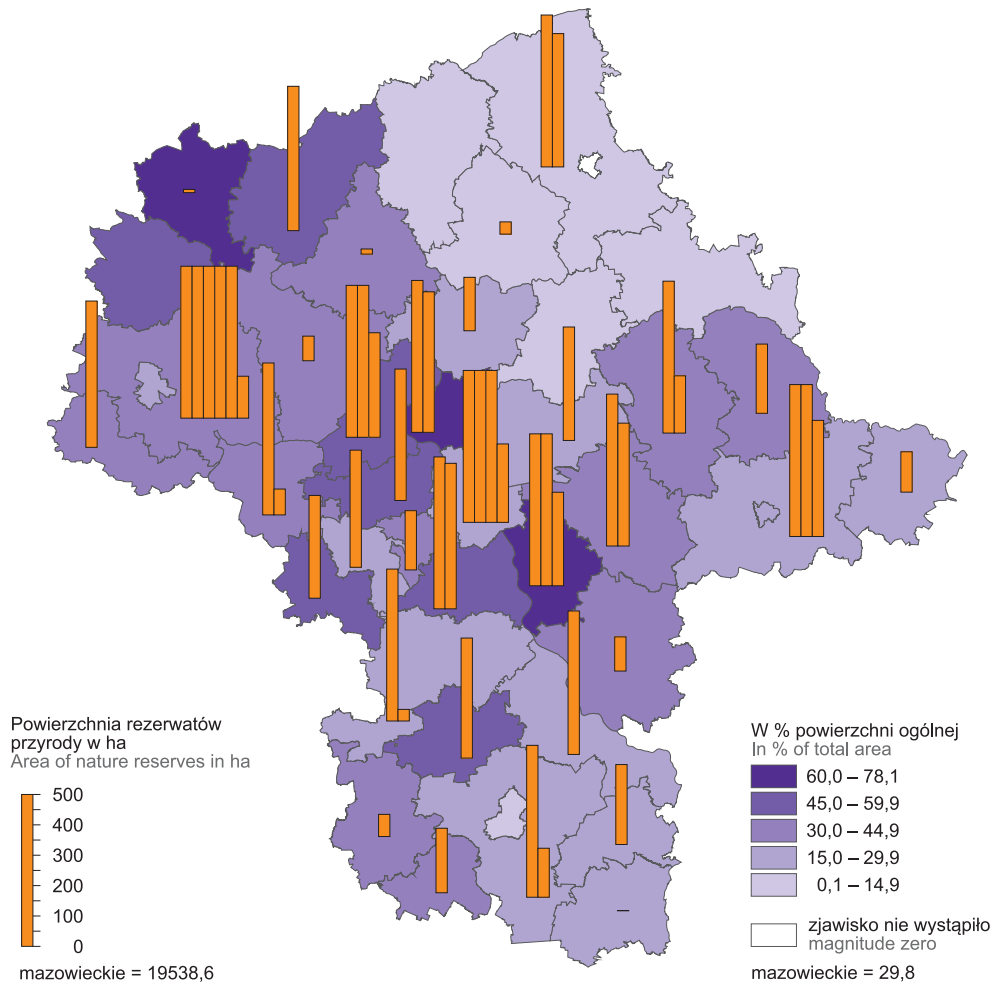 Powierzchnia rezerwatów
przyrody w ha
Area of nature reserves in ha
500
400
300
200
100
0
mazowieckie = 19538,6
W % powierzchni ogólnej
In % of total area
60,0 – 78,1
45,0 – 59,9
30,0 – 44,9
15,0 – 29,9
0,1 – 14,9
zjawisko nie wystąpiło
magnitude zero
mazowieckie = 29,8